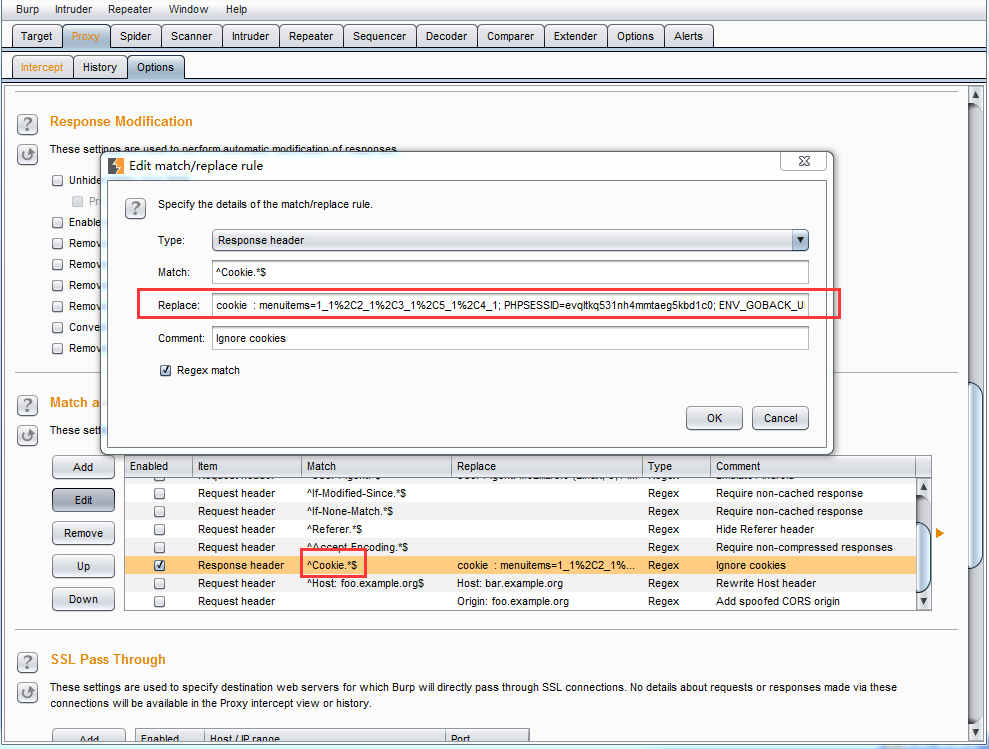 Burp Intruder Repeater Window Help
Target Proxy Spider Scanner Intruder Repeater Sequencer Decoder Comparer Extender Options Alerts
Intercept History Options
? Response Modification
These settings are used to perform automatic modification of responses.
Unhide
Enable
Remov
Remov
Remov
Remov
Conve
Remov
Edit match/replace rule
? Specify the details of the match/replace rule.
Type: Response header
Match: ^Cookie.*$
Replace: cookie : menuitems=1_1%2C2_1%2C3_1%2C5_1%2C4_1; PHPSESSID=evqltkq531nh4mmtaeg5kbd1c0; ENV_GOBACK_U
Comment: Ignore cookies
Regex match
OK Cancel
? Match a
These sett
Add Edit Remove Up Down
Enabled Item Match Replace Type Comment
Request header ^If-Modified-Since.*$ Regex Require non-cached response
Request header ^If-None-Match.*$ Regex Require non-cached response
Request header ^Referer.*$ Regex Hide Referer header
Request header ^Accept-Encoding.*$ Regex Require non-compressed responses
Response header ^Cookie.*$ cookie : menuitems=1_1%2C2_1%... Regex Ignore cookies
Request header ^Host: foo.example.org$ Host: bar.example.org Regex Rewrite Host header
Request header Origin: foo.example.org Regex Add spoofed CORS origin
? SSL Pass Through
These settings are used to specify destination web servers for which Burp will directly pass through SSL connections. No details about requests or responses made via these
connections will be available in the Proxy intercept view or history.
Add Enabled Host / IP range Port